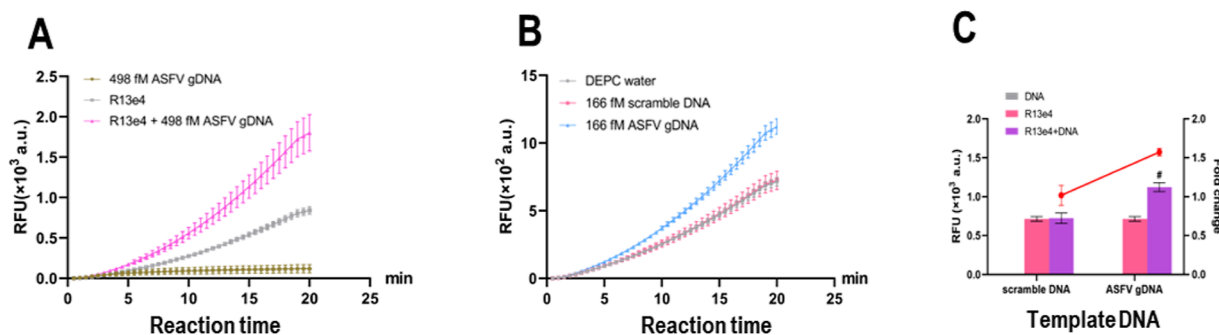 A
498 fM ASFV gDNA
R13e4
R13e4 + 498 fM ASFV gDNA
RFU(×10³ a.u.)
2.5
2.0
1.5
1.0
0.5
0.0
0
5
10
15
20
25
min
Reaction time
B
DEPC water
166 fM scramble DNA
166 fM ASFV gDNA
RFU(×10² a.u.)
15
10
5
0
0
5
10
15
20
25
min
Reaction time
C
DNA
R13e4
R13e4+DNA
RFU (×10³ a.u.)
2.0
1.5
1.0
0.5
0.0
#
2.0
1.5
1.0
0.5
0.0
Fold change
scramble DNA
ASFV gDNA
Template DNA